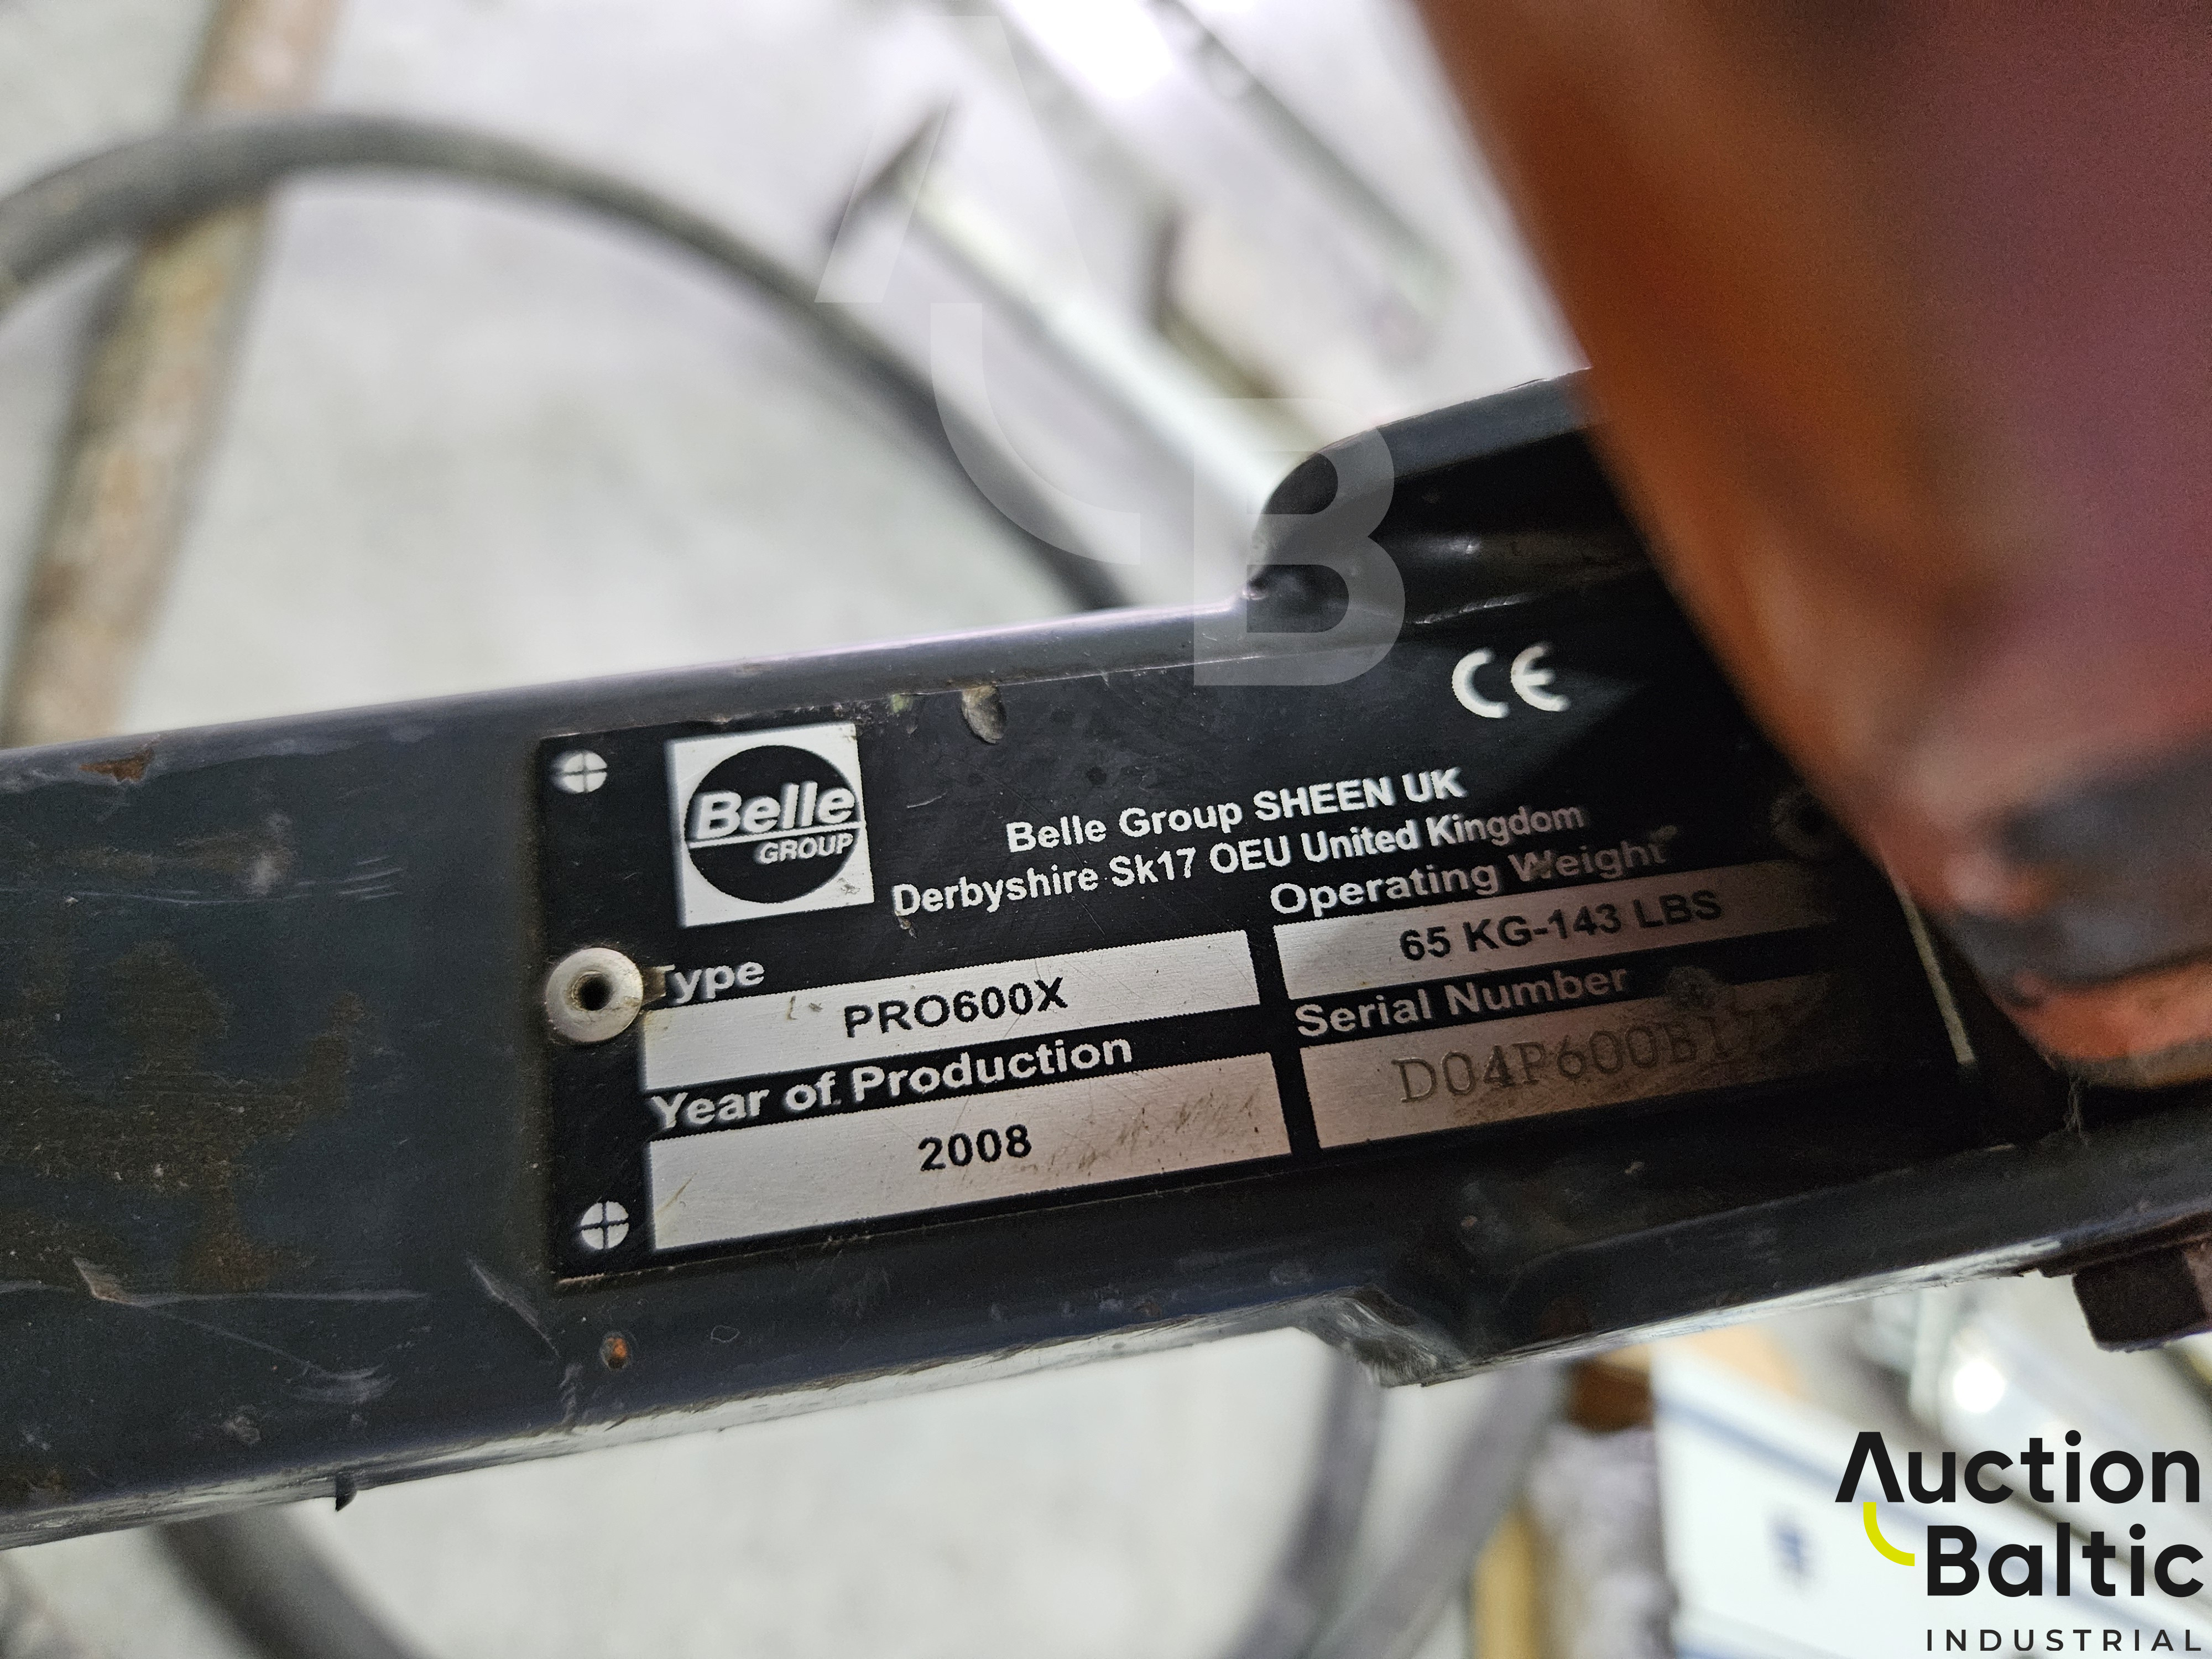 CE
Belle
GROUP
Belle Group SHEEN UK
Derbyshire Sk17 OEU United Kingdom
Operating Weight
65 KG-143 LBS
Type
PRO600X
Serial Number
Year of Production
2008
ACB
Auction
Baltic
INDUSTRIAL